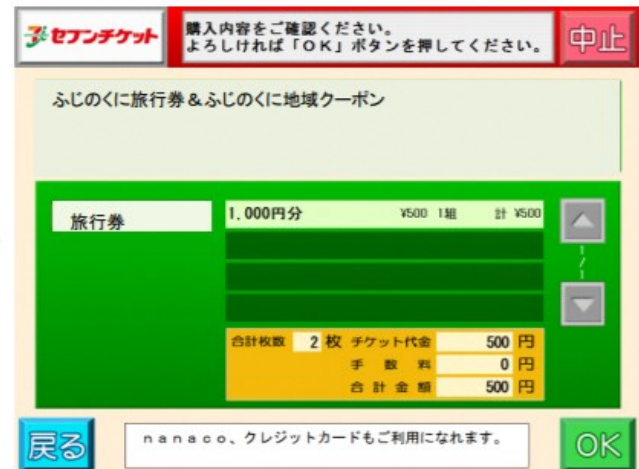 セブンチケット
購入内容をご確認ください。
よろしければ「OK」ボタンを押してください。
中止
ふじのくに旅行券&ふじのくに地域クーポン
旅行券
1,000円分 ¥500 1組 計 ¥500
1/1
合計枚数 2 枚 チケット代金 500 円
手数料 0 円
合計金額 500 円
戻る
nanaco、クレジットカードもご利用になれます。
OK